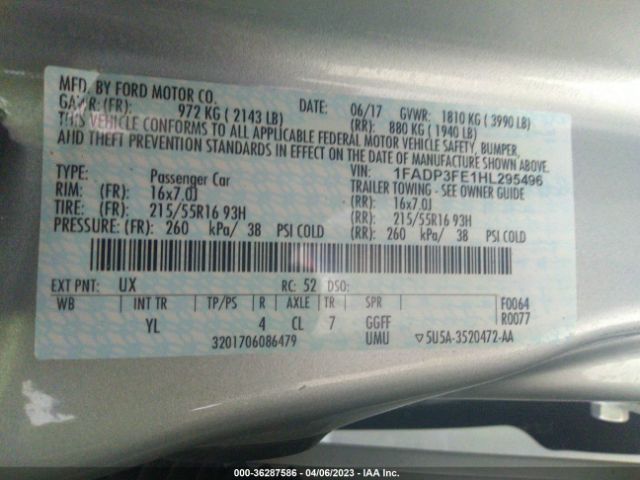 MFD. BY FORD MOTOR CO. DATE: 06/17 GVWR: 1810 KG ( 3990 LB)
GAWR: (FR): 972 KG ( 2143 LB) (RR): 880 KG ( 1940 LB)
THIS VEHICLE CONFORMS TO ALL APPLICABLE FEDERAL MOTOR VEHICLE SAFETY, BUMPER,
AND THEFT PREVENTION STANDARDS IN EFFECT ON THE DATE OF MANUFACTURE SHOWN ABOVE.
VIN: 1FADP3FE1HL295496
TYPE: Passenger Car TRAILER TOWING - SEE OWNER GUIDE
RIM: (FR): 16x7.0J (RR): 16x7.0J
TIRE: (FR): 215/55R16 93H (RR): 215/55R16 93H
PRESSURE: (FR): 260 kPa/ 38 PSI COLD (RR): 260 kPa/ 38 PSI COLD
EXT PNT: UX RC: 52 DSO:
WB INT TR TP/PS R AXLE TR SPR F0064
YL 4 CL 7 GGFF R0077
3201706086479 UMU ▽5U5A-3520472-AA
000-36287586 - 04/06/2023 - IAA Inc.